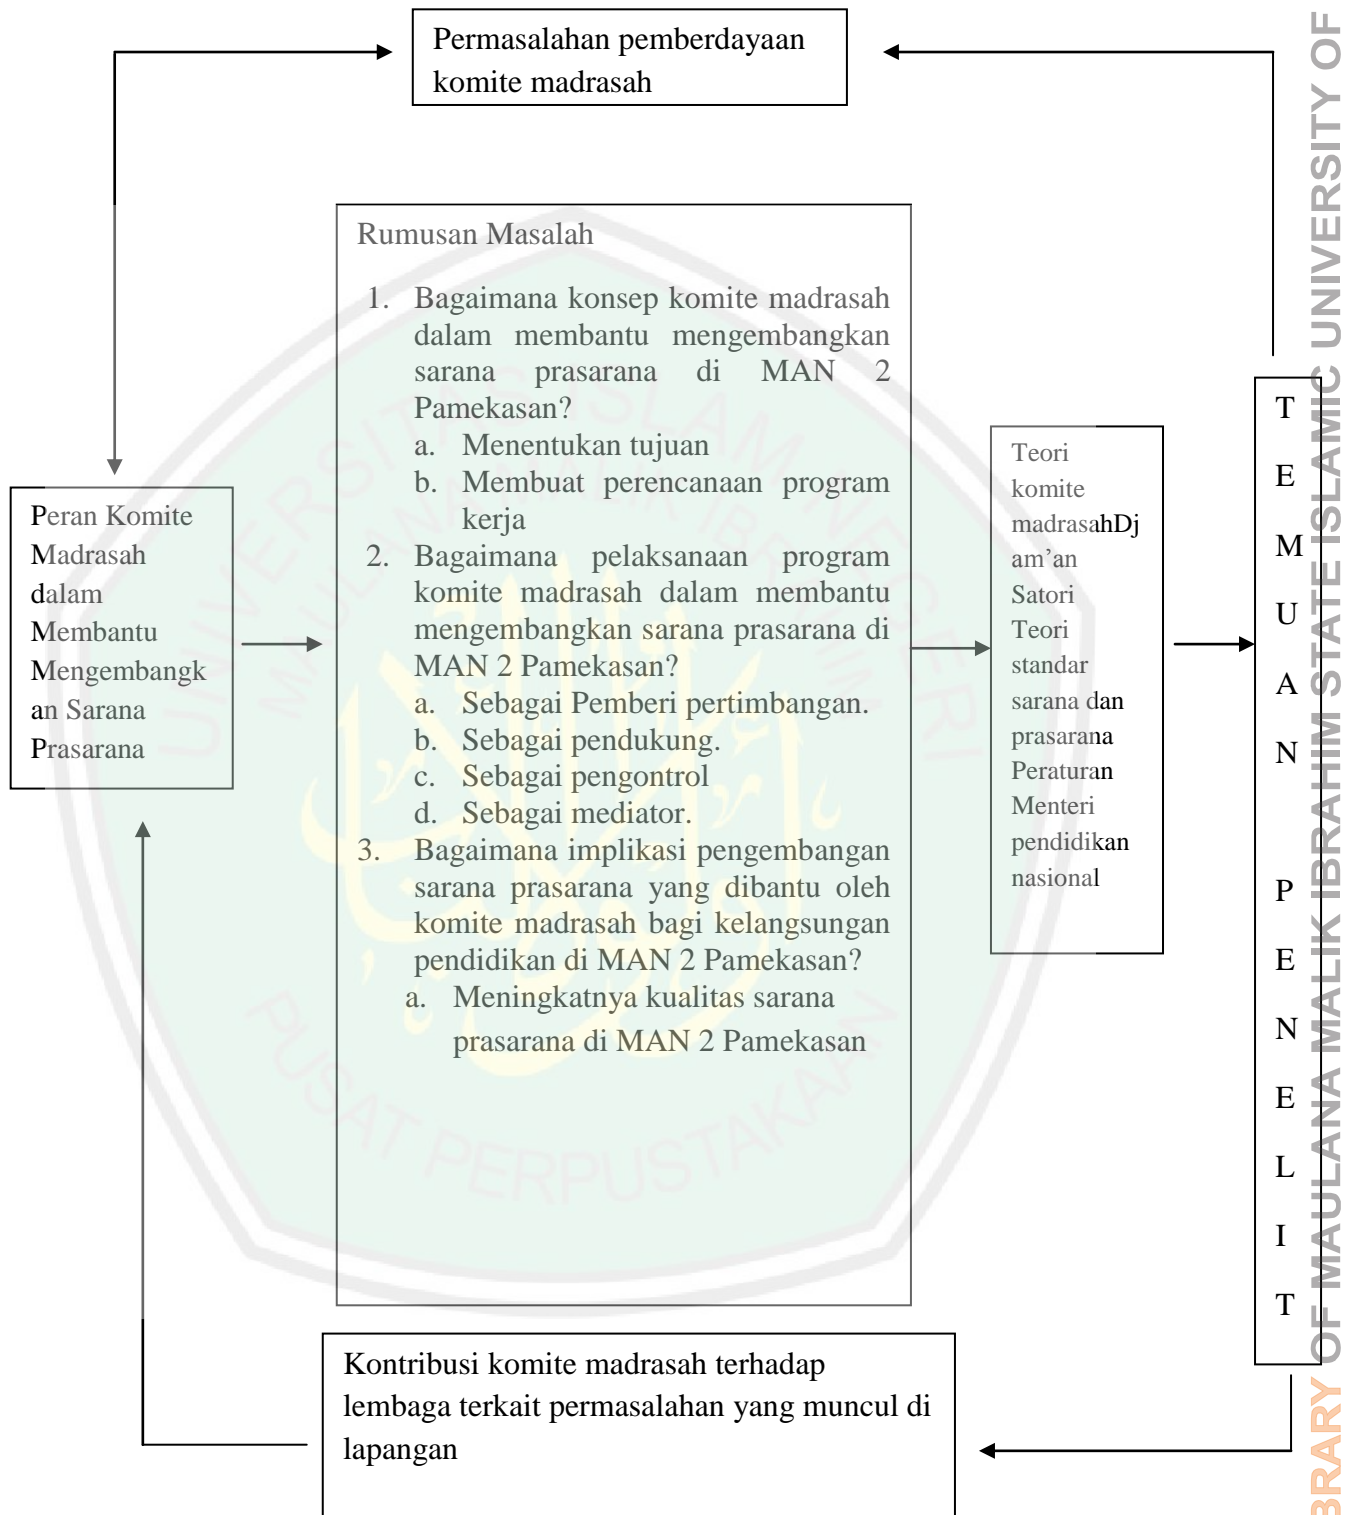 Permasalahan pemberdayaan
komite madrasah
Peran Komite
Madrasah
dalam
Membantu
Mengembangk
an Sarana
Prasarana
Rumusan Masalah
1. Bagaimana konsep komite madrasah
dalam membantu mengembangkan
sarana prasarana di MAN 2
Pamekasan?
a. Menentukan tujuan
b. Membuat perencanaan program
kerja
2. Bagaimana pelaksanaan program
komite madrasah dalam membantu
mengembangkan sarana prasarana di
MAN 2 Pamekasan?
a. Sebagai Pemberi pertimbangan.
b. Sebagai pendukung.
c. Sebagai pengontrol
d. Sebagai mediator.
3. Bagaimana implikasi pengembangan
sarana prasarana yang dibantu oleh
komite madrasah bagi kelangsungan
pendidikan di MAN 2 Pamekasan?
a. Meningkatnya kualitas sarana
prasarana di MAN 2 Pamekasan
Teori
komite
madrasahDj
am’an
Satori
Teori
standar
sarana dan
prasarana
Peraturan
Menteri
pendidikan
nasional
T
E
M
U
A
N
P
E
N
E
L
I
T
Kontribusi komite madrasah terhadap
lembaga terkait permasalahan yang muncul di
lapangan
UNIVERSITAS ISLAM NEGERI
MAULANA MALIK IBRAHIM
PUSAT PERPUSTAKAAN
BRARY OF MAULANA MALIK IBRAHIM STATE ISLAMIC UNIVERSITY OF